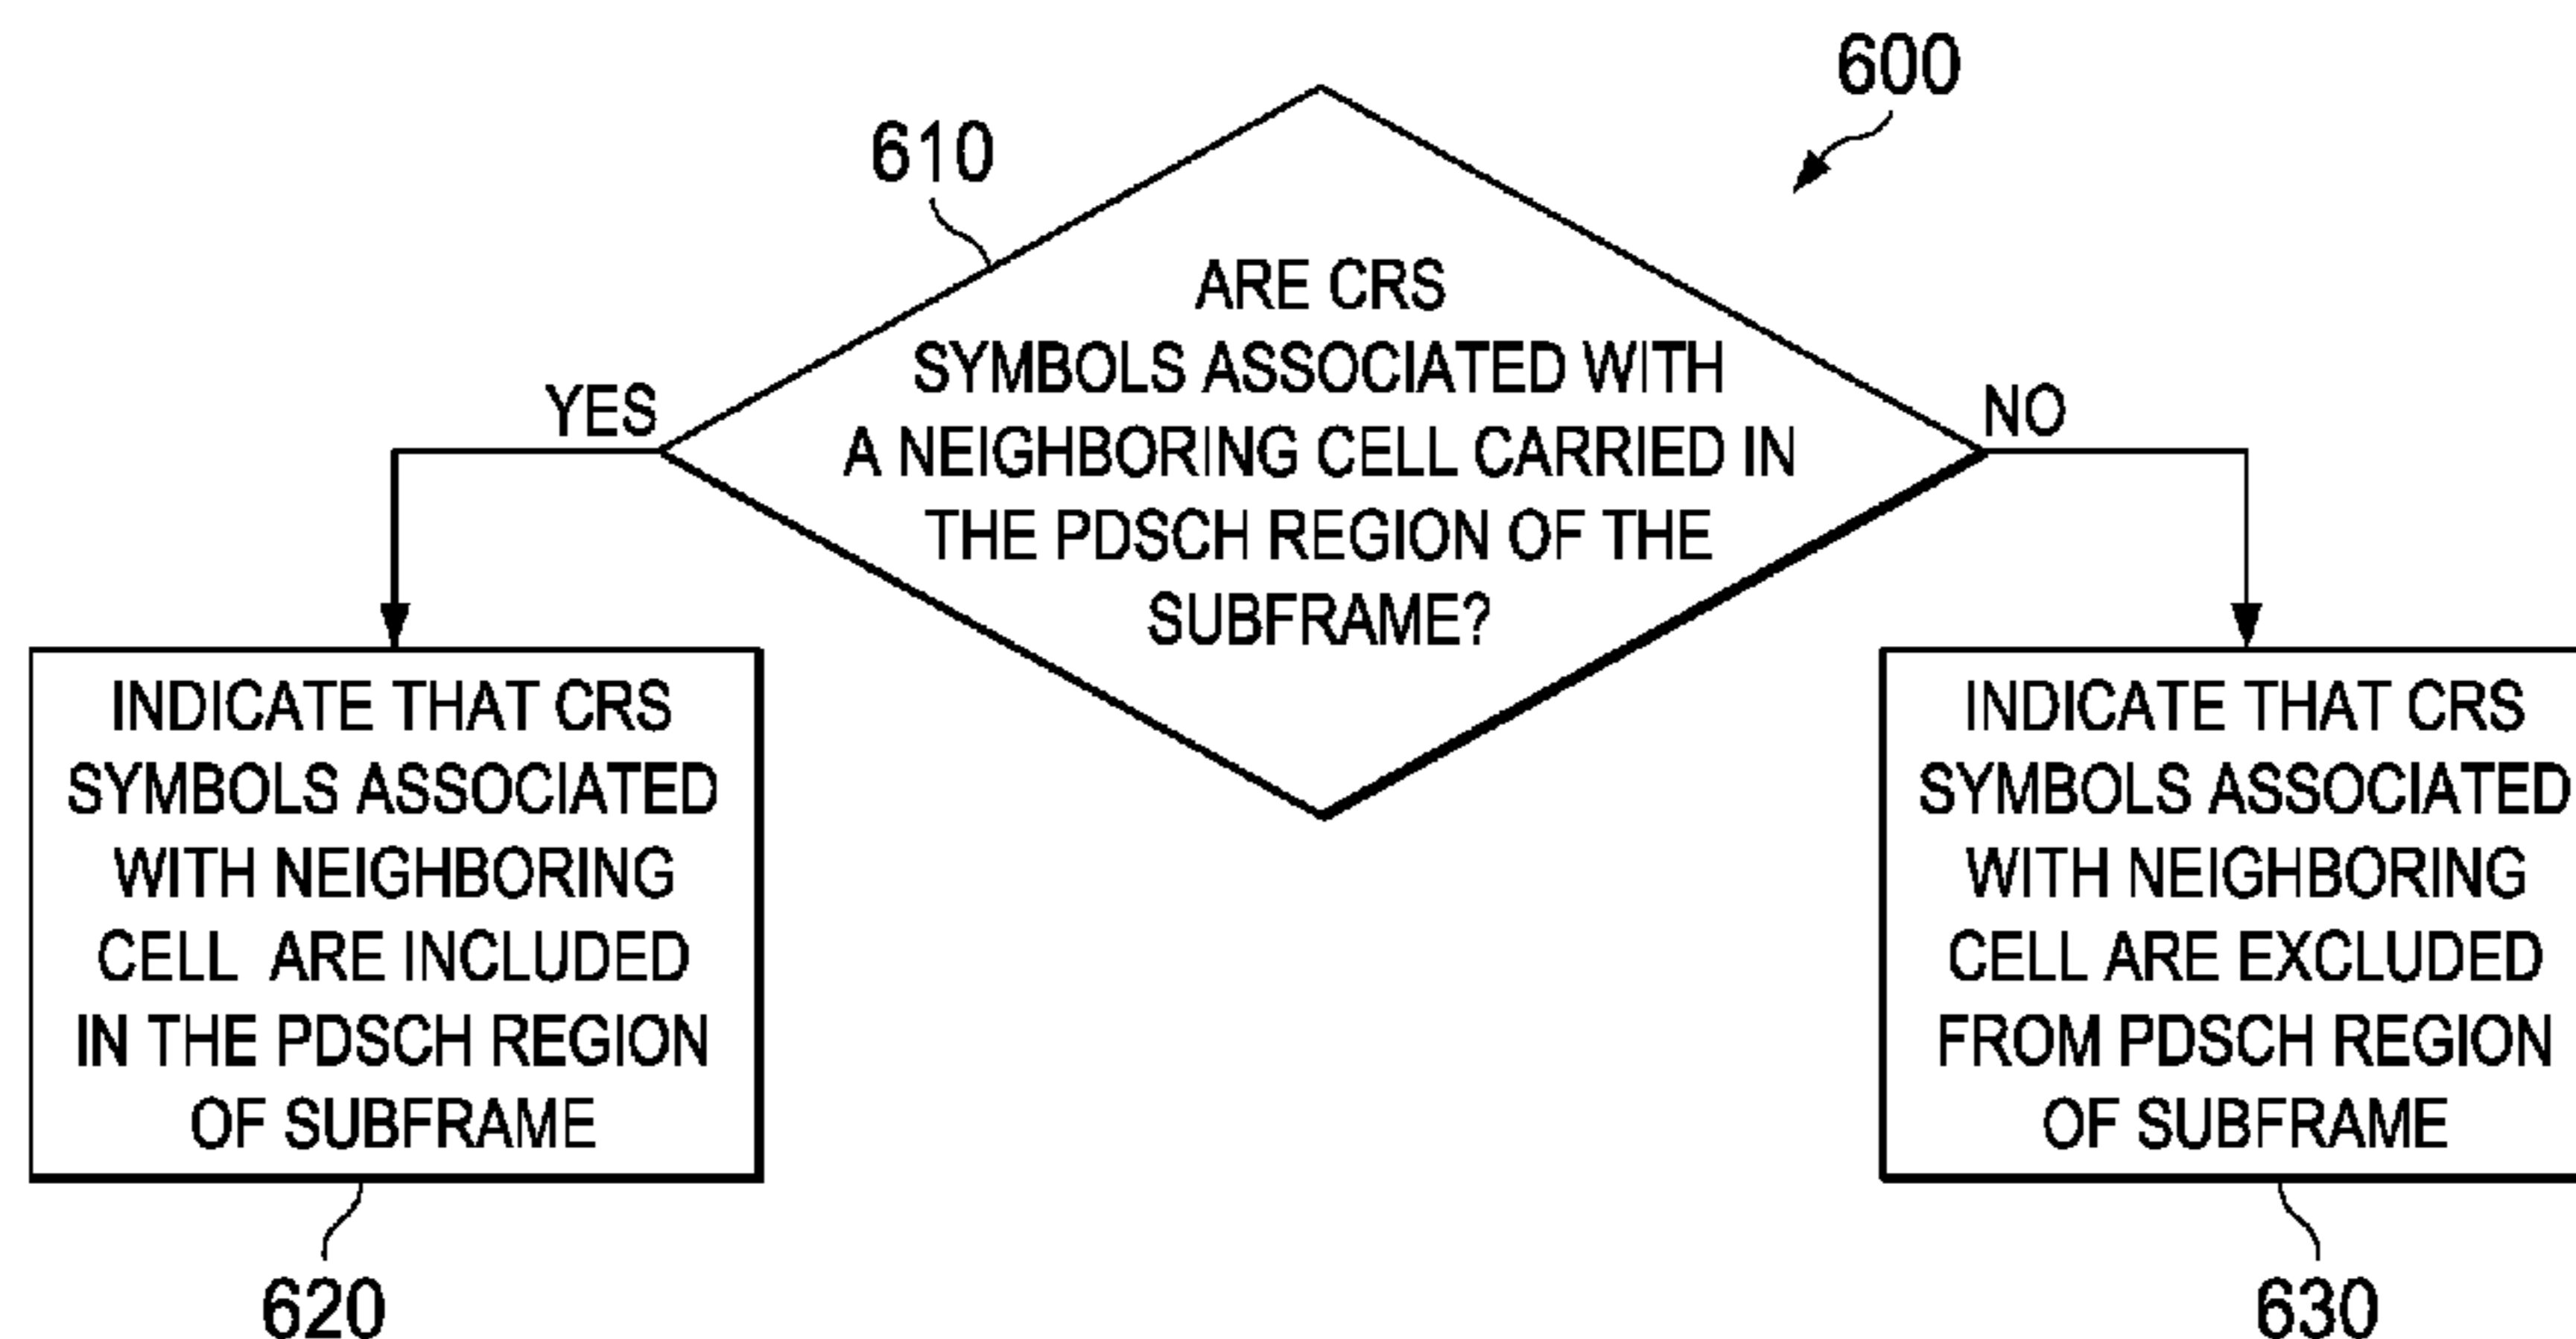 600
610
ARE CRS
SYMBOLS ASSOCIATED WITH
A NEIGHBORING CELL CARRIED IN
THE PDSCH REGION OF THE
SUBFRAME?
YES
NO
INDICATE THAT CRS
SYMBOLS ASSOCIATED
WITH NEIGHBORING
CELL ARE INCLUDED
IN THE PDSCH REGION
OF SUBFRAME
620
INDICATE THAT CRS
SYMBOLS ASSOCIATED
WITH NEIGHBORING
CELL ARE EXCLUDED
FROM PDSCH REGION
OF SUBFRAME
630